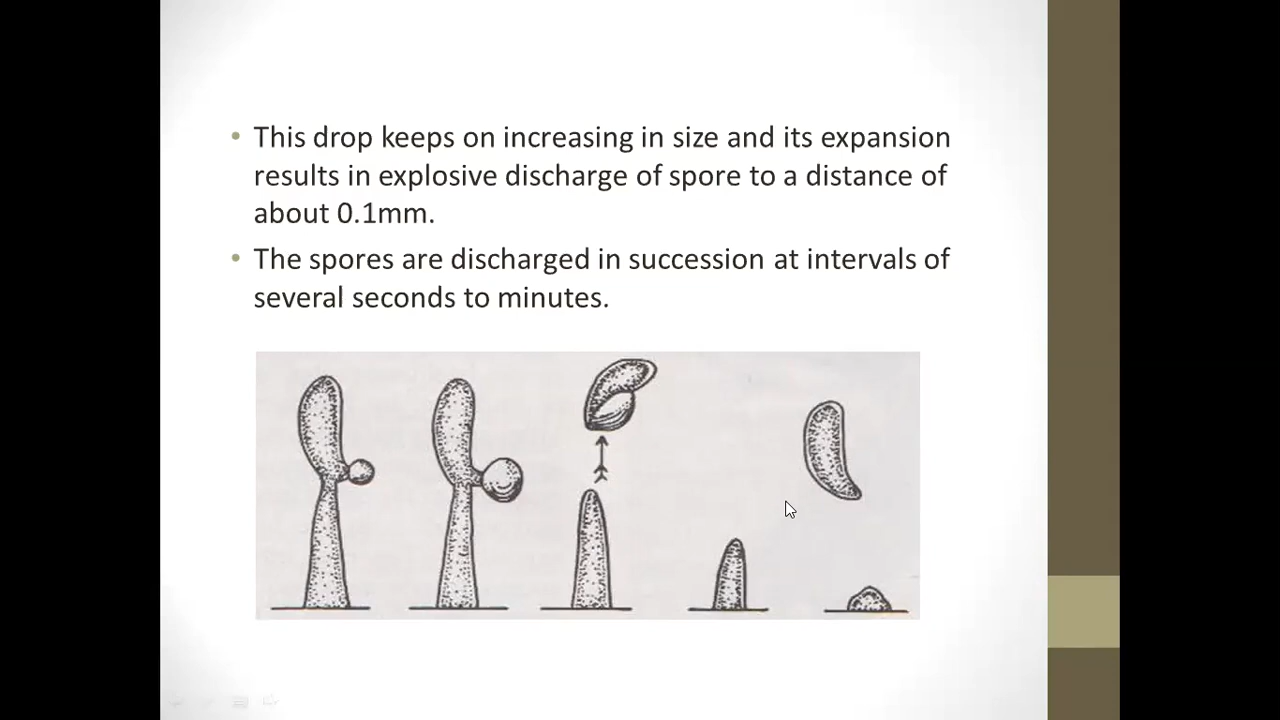 • This drop keeps on increasing in size and its expansion
results in explosive discharge of spore to a distance of
about 0.1mm.
• The spores are discharged in succession at intervals of
several seconds to minutes.